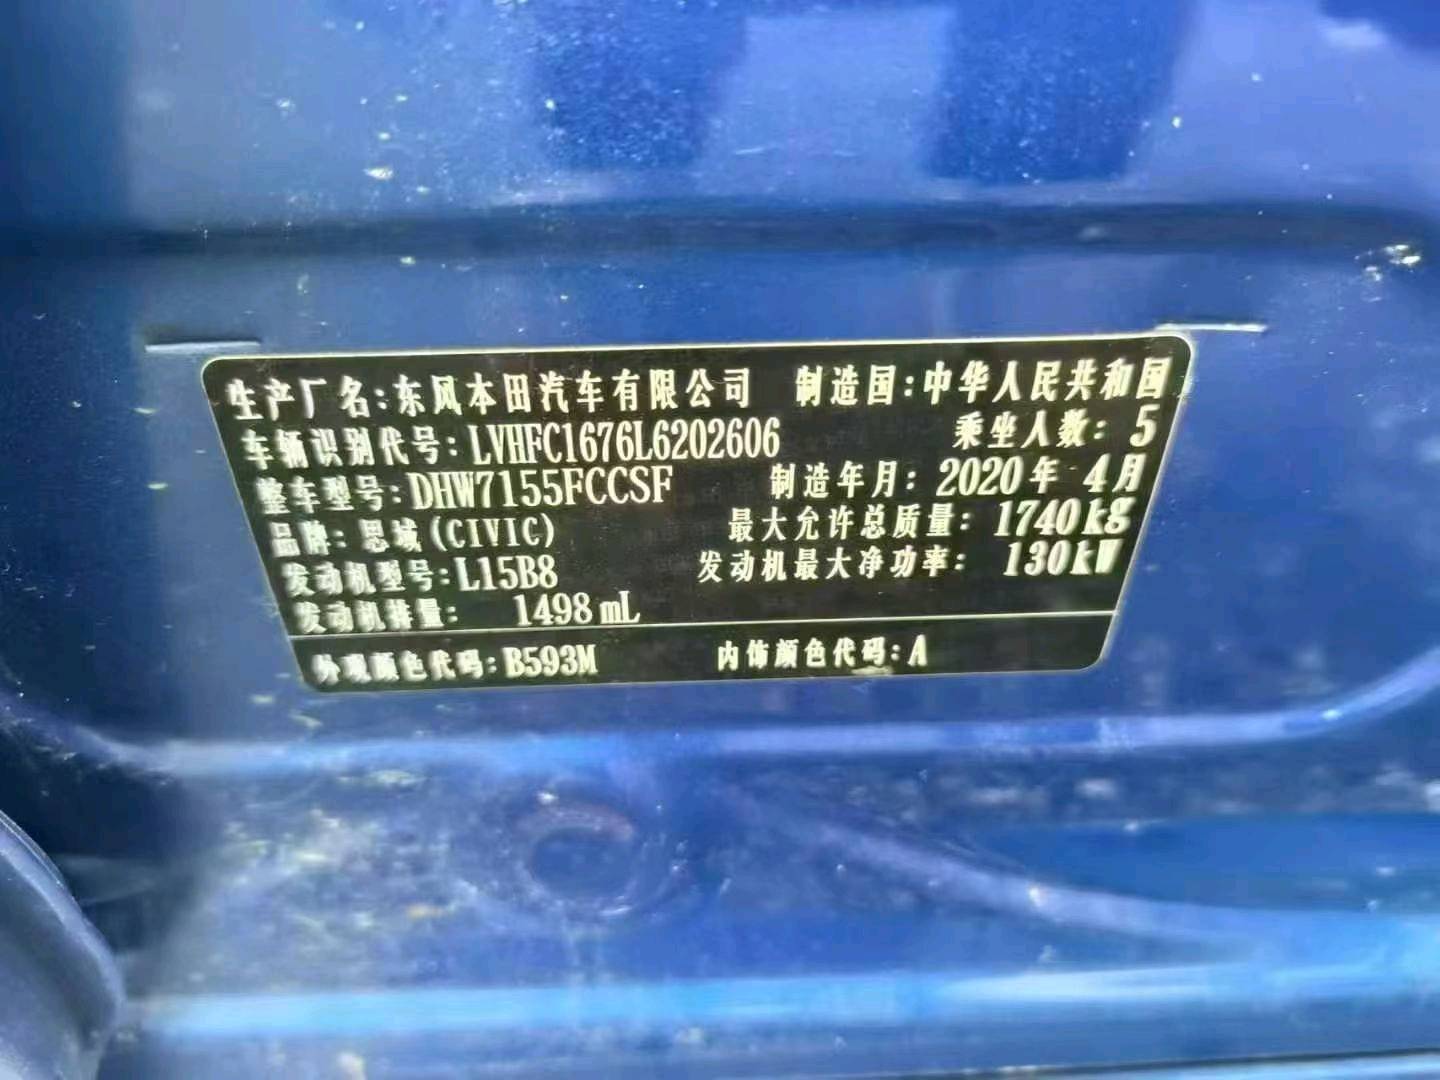 生产厂名:东风本田汽车有限公司 制造国:中华人民共和国
车辆识别代号:LVHFC1676L6202606 乘坐人数:5
整车型号:DHW7155FCCSF 制造年月:2020年 4月
品牌:思域(CIVIC) 最大允许总质量:1740kg
发动机型号:L15B8 发动机最大净功率:130kW
发动机排量:1498mL
外观颜色代码:B593M 内饰颜色代码:A